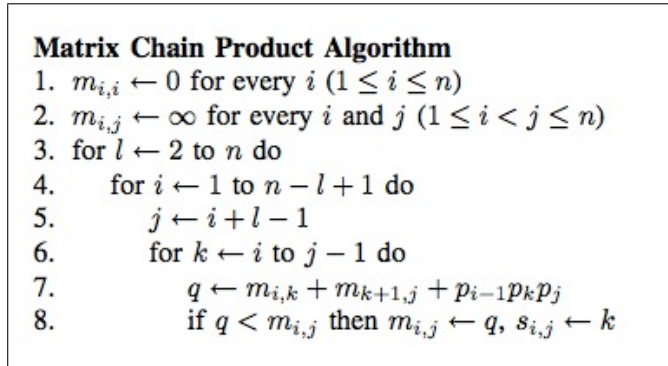 Matrix Chain Product Algorithm
1. m_{i,i} ← 0 for every i (1 ≤ i ≤ n)
2. m_{i,j} ← ∞ for every i and j (1 ≤ i < j ≤ n)
3. for l ← 2 to n do
4. for i ← 1 to n − l + 1 do
5. j ← i + l − 1
6. for k ← i to j − 1 do
7. q ← m_{i,k} + m_{k+1,j} + p_{i−1}p_kp_j
8. if q < m_{i,j} then m_{i,j} ← q, s_{i,j} ← k